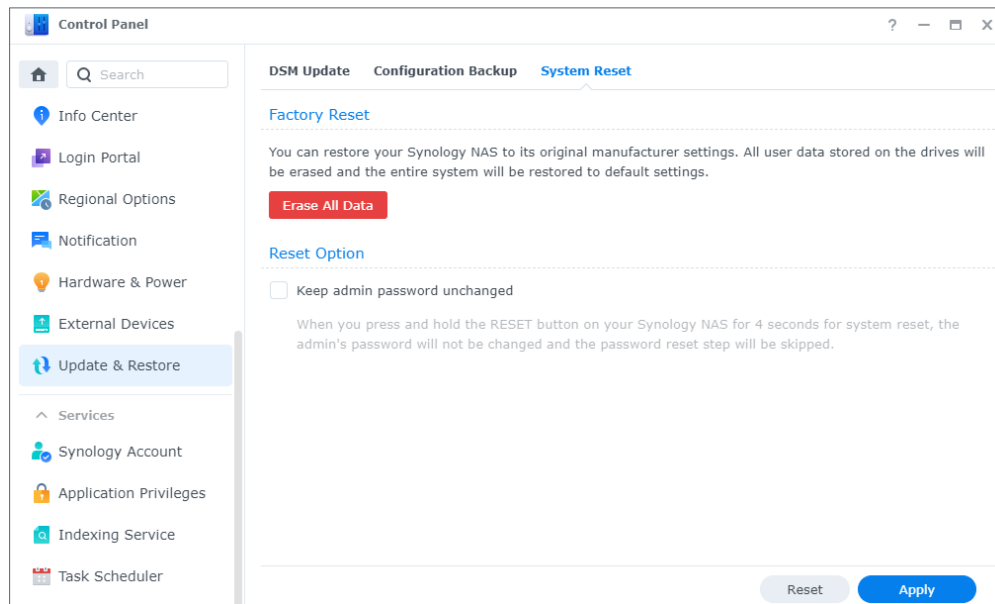 Control Panel
?
Search
Info Center
Login Portal
Regional Options
Notification
Hardware & Power
External Devices
Update & Restore
Services
Synology Account
Application Privileges
Indexing Service
Task Scheduler
DSM Update Configuration Backup System Reset
Factory Reset
You can restore your Synology NAS to its original manufacturer settings. All user data stored on the drives will
be erased and the entire system will be restored to default settings.
Erase All Data
Reset Option
Keep admin password unchanged
When you press and hold the RESET button on your Synology NAS for 4 seconds for system reset, the
admin's password will not be changed and the password reset step will be skipped.
Reset Apply